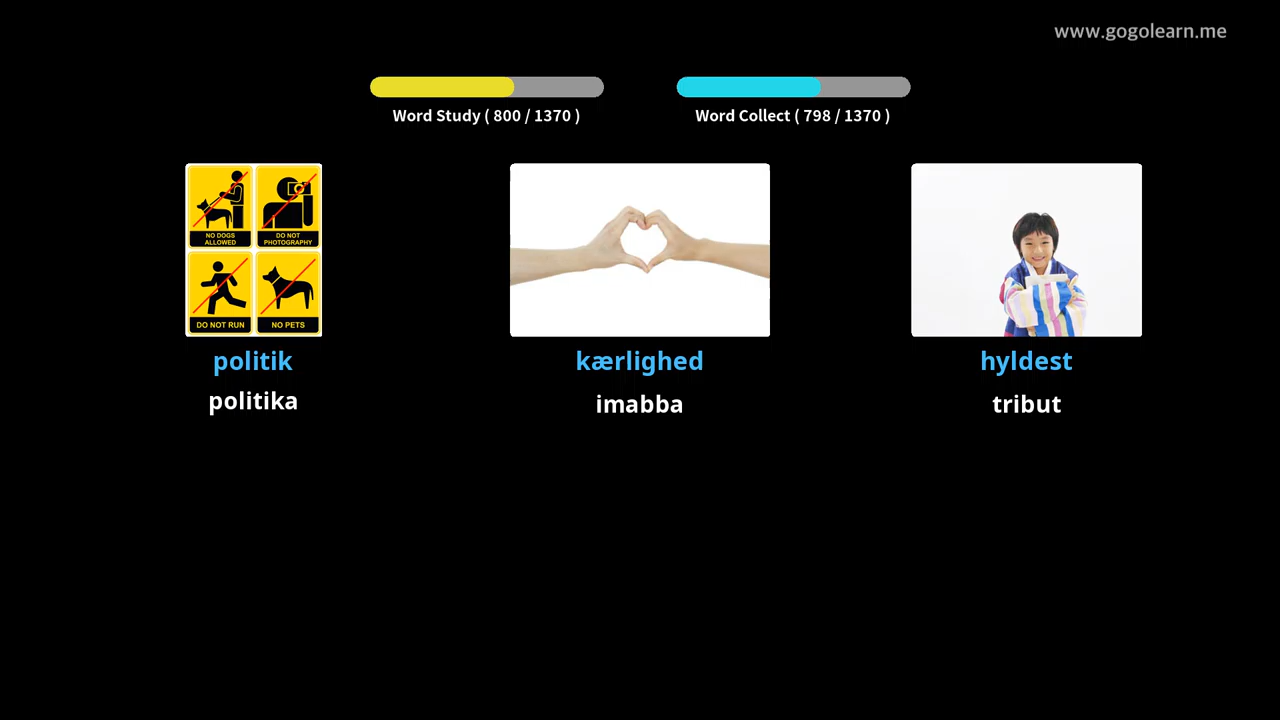 www.gogolearn.me
Word Study ( 800 / 1370 )
Word Collect ( 798 / 1370 )
NO DOGS
ALLOWED
DO NOT
PHOTOGRAPHY
DO NOT RUN
NO PETS
politik
politika
kærlighed
imabba
hyldest
tribut